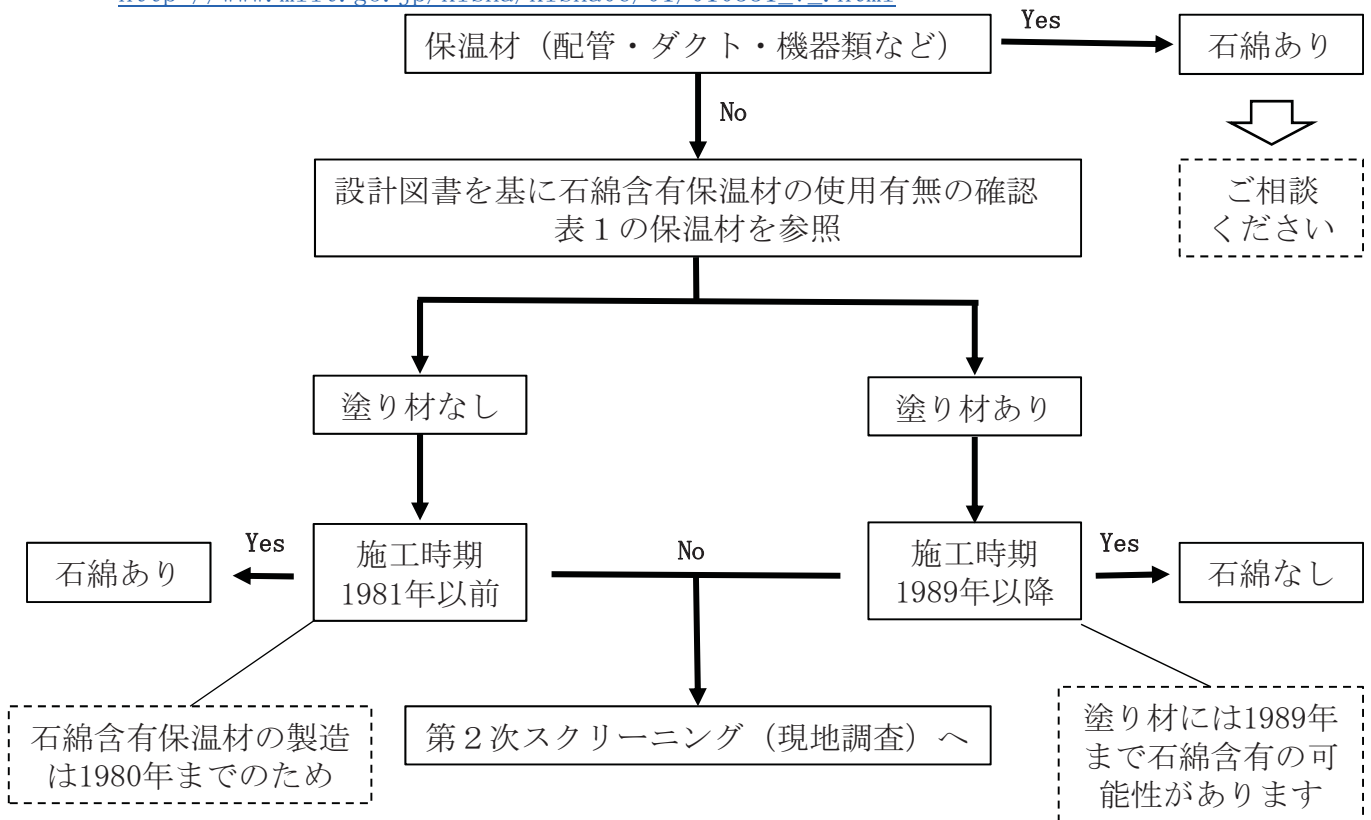 保温材（配管・ダクト・機器類など）
Yes
石綿あり
No
設計図書を基に石綿含有保温材の使用有無の確認
表１の保温材を参照
ご相談
ください
塗り材なし
塗り材あり
石綿あり
Yes
施工時期
1981年以前
No
施工時期
1989年以降
Yes
石綿なし
石綿含有保温材の製造
は1980年までのため
第２次スクリーニング（現地調査）へ
塗り材には1989年
まで石綿含有の可
能性があります